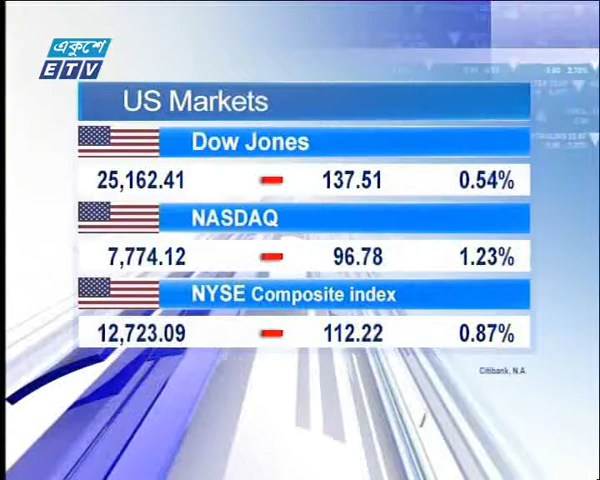 একুশে
ETV
US Markets
Dow Jones
25,162.41 - 137.51 0.54%
NASDAQ
7,774.12 - 96.78 1.23%
NYSE Composite index
12,723.09 - 112.22 0.87%
Citibank, N.A.